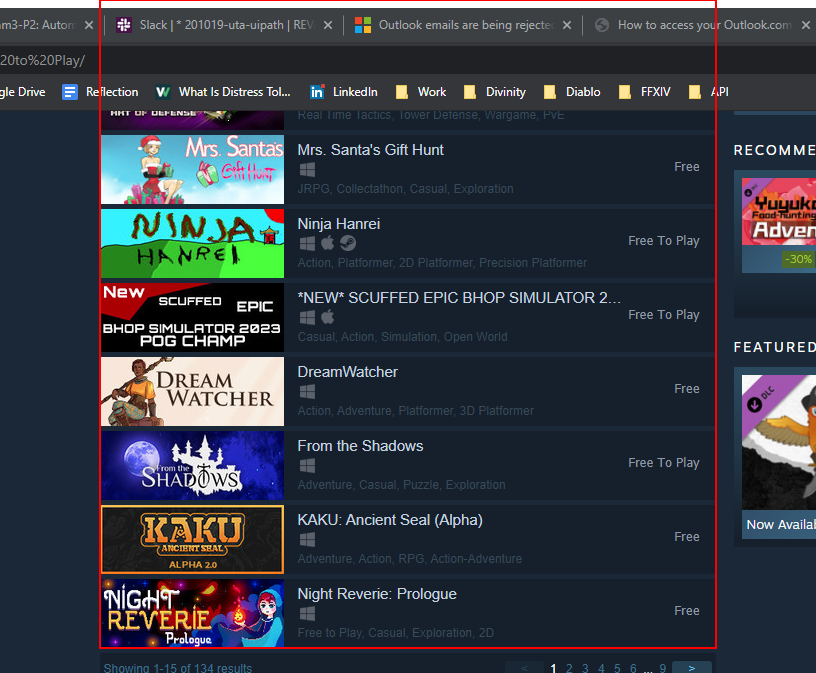 m3-P2: Autom
Slack | * 201019-uta-uipath | REV
Outlook emails are being rejected
How to access your Outlook.com
20to%20Play/
gle Drive
Reflection
What Is Distress Tol...
LinkedIn
Work
Divinity
Diablo
FFXIV
API
ART OF DEFENSE
Real Time Tactics, Tower Defense, Wargame, PvE
Mrs. Santa's
Gift Hunt
Mrs. Santa's Gift Hunt
JRPG, Collectathon, Casual, Exploration
Free
NINJA
HANREI
Ninja Hanrei
Action, Platformer, 2D Platformer, Precision Platformer
Free To Play
New
SCUFFED EPIC
BHOP SIMULATOR 2023
POG CHAMP
*NEW* SCUFFED EPIC BHOP SIMULATOR 2...
Casual, Action, Simulation, Open World
Free To Play
DREAM
WATCHER
DreamWatcher
Action, Adventure, Platformer, 3D Platformer
Free
From the
SHADOWS
From the Shadows
Adventure, Casual, Puzzle, Exploration
Free To Play
KAKU
ANCIENT SEAL
ALPHA 2.0
KAKU: Ancient Seal (Alpha)
Adventure, Action, RPG, Action-Adventure
Free
NIGHT
REVERIE
Prologue
Night Reverie: Prologue
Free to Play, Casual, Exploration, 2D
Free
Showing 1-15 of 134 results
< 1 2 3 4 5 6 ... 9 >
RECOMME
Yuyuko
Food-hunting
Adven
-30%
FEATURED
DLC
Now Availab